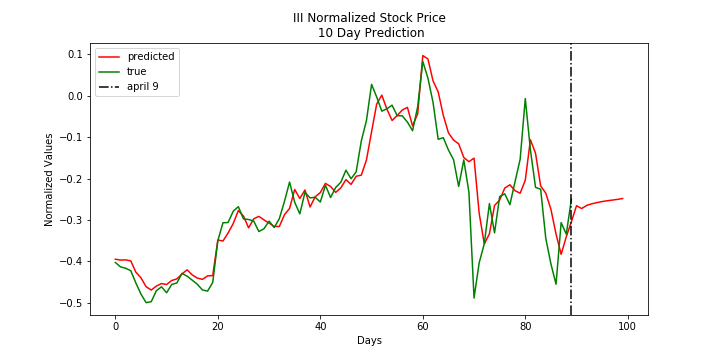 III Normalized Stock Price
10 Day Prediction
predicted
true
april 9
Normalized Values
0.1
0.0
−0.1
−0.2
−0.3
−0.4
−0.5
0
20
40
60
80
100
Days